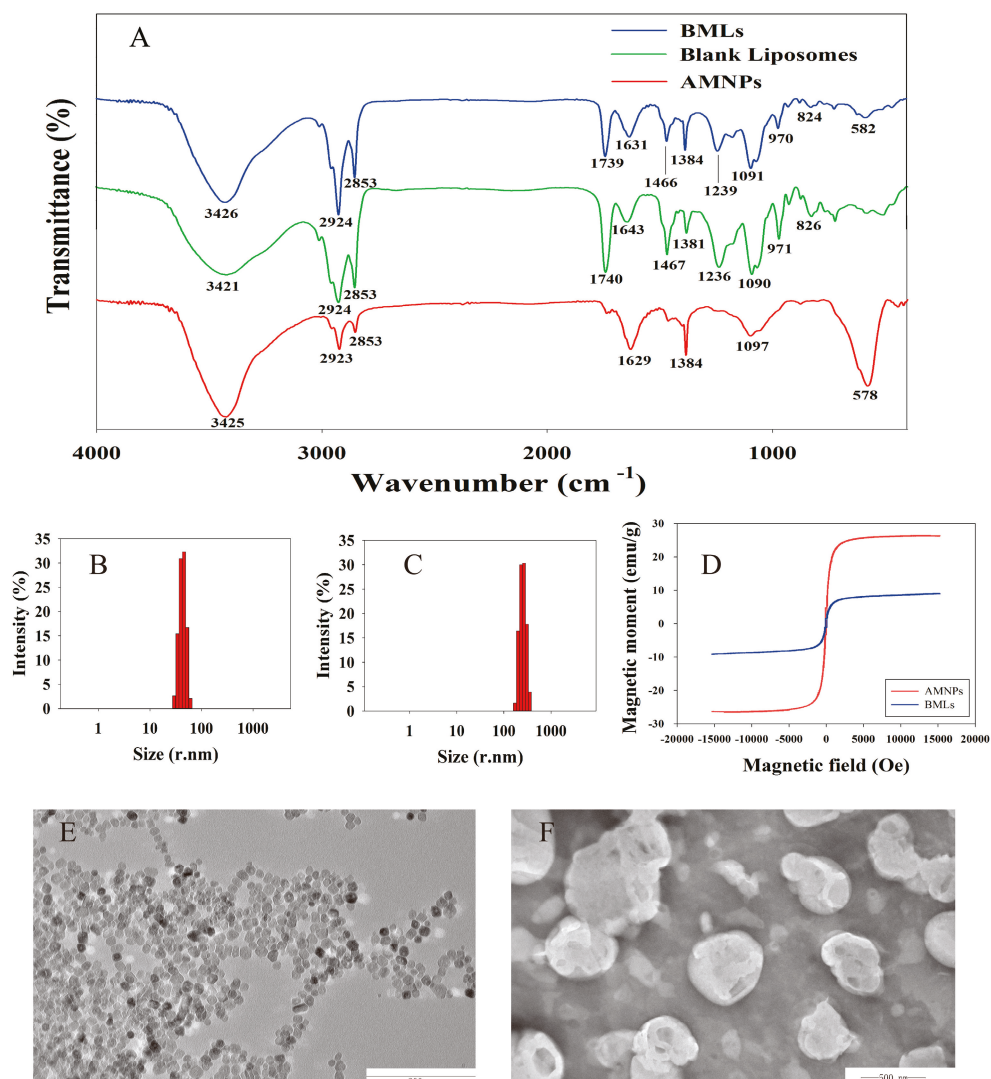 A
BMLs
Blank Liposomes
AMNPs
Transmittance (%)
3426
2924
2853
1739
1631
1466
1384
1239
1091
970
824
582
3421
2924
2853
1740
1643
1467
1381
1236
1090
971
826
3425
2923
2853
1629
1384
1097
578
4000 3000 2000 1000
Wavenumber (cm -1)
B
Intensity (%)
35
30
25
20
15
10
5
0
1 10 100 1000
Size (r.nm)
C
Intensity (%)
35
30
25
20
15
10
5
0
1 10 100 1000
Size (r.nm)
D
Magnetic moment (emu/g)
30
20
10
0
-10
-20
-30
AMNPs
BMLs
-20000 -15000 -10000 -5000 0 5000 10000 15000 20000
Magnetic field (Oe)
E
F